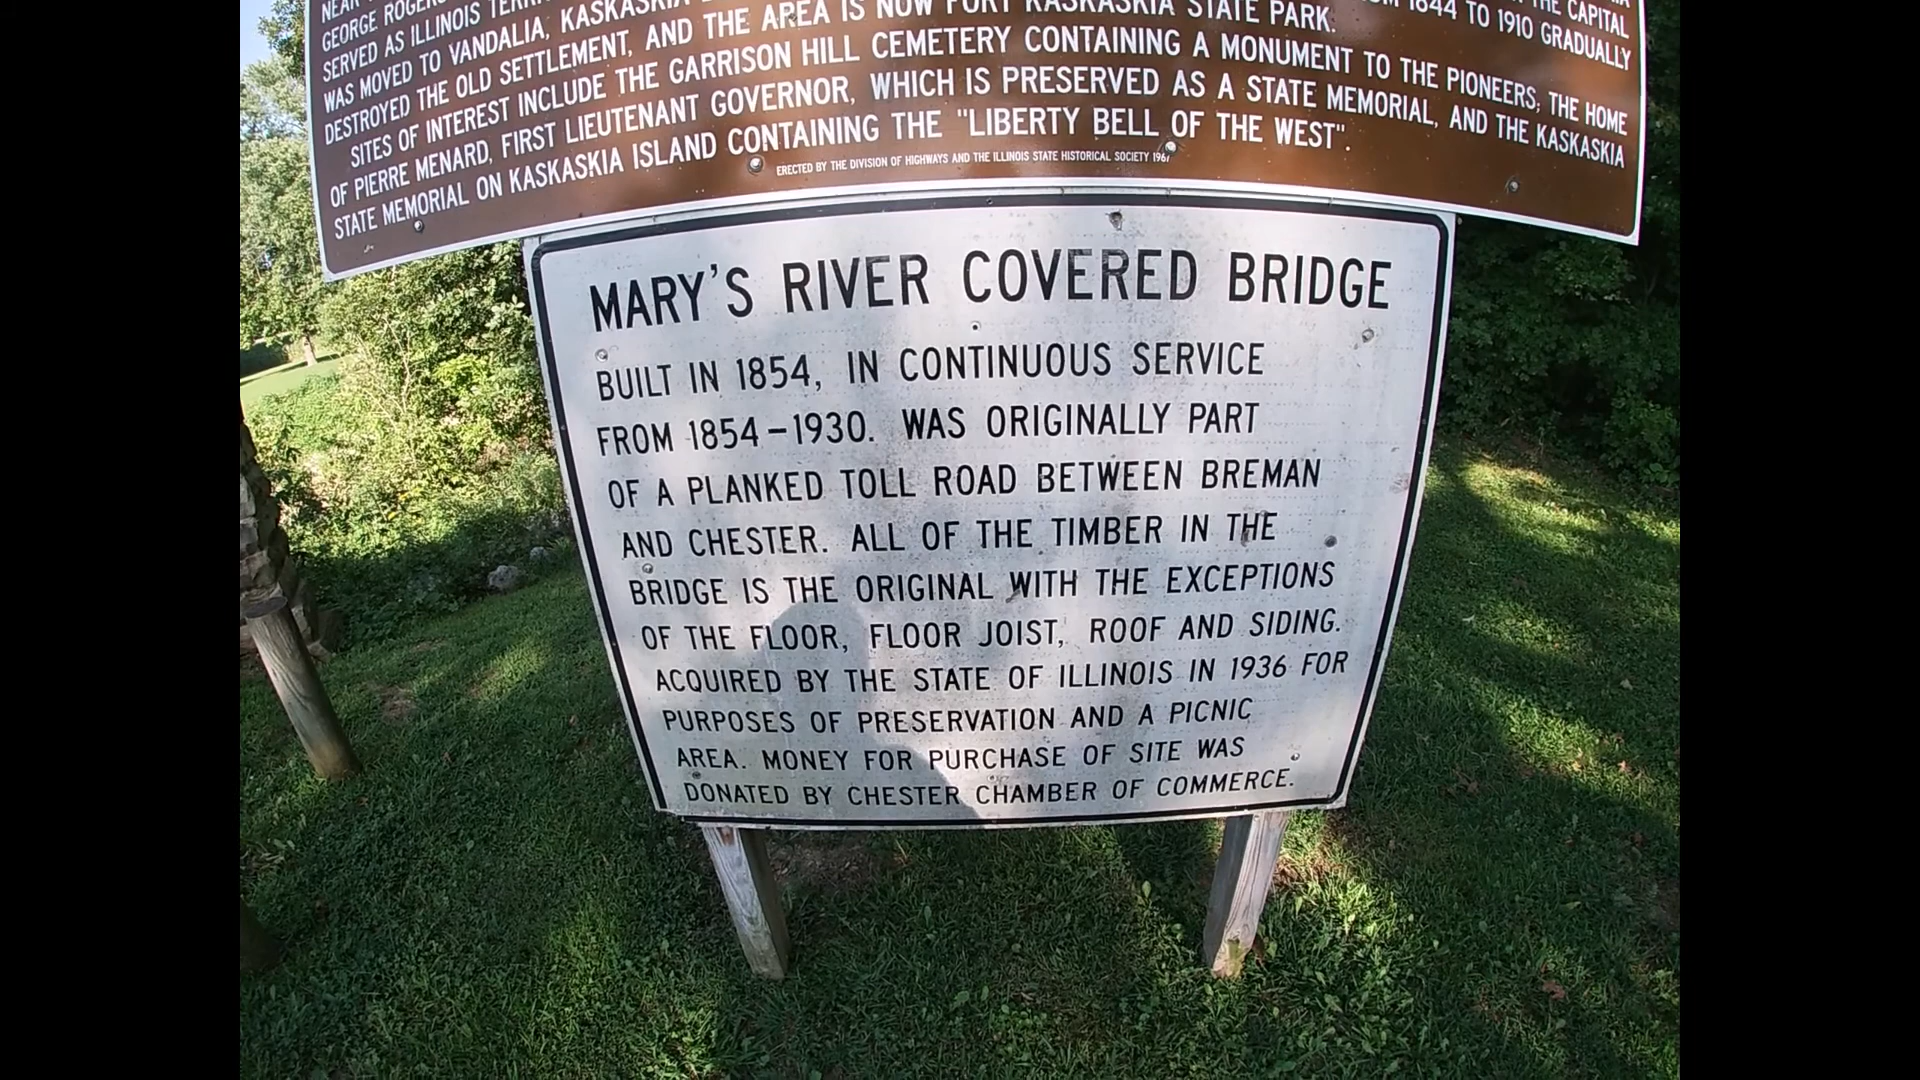 NEAR
GEORGE ROGERS
SERVED AS ILLINOIS THE CAPITAL
WAS MOVED TO VANDALIA, KASKASKIA 1844 TO 1910 GRADUALLY
DESTROYED THE OLD SETTLEMENT, AND THE AREA IS NOW FORT KASKASKIA STATE PARK.
SITES OF INTEREST INCLUDE THE GARRISON HILL CEMETERY CONTAINING A MONUMENT TO THE PIONEERS, THE HOME
OF PIERRE MENARD, FIRST LIEUTENANT GOVERNOR, WHICH IS PRESERVED AS A STATE MEMORIAL, AND THE KASKASKIA
STATE MEMORIAL ON KASKASKIA ISLAND CONTAINING THE "LIBERTY BELL OF THE WEST".
ERECTED BY THE DIVISION OF HIGHWAYS AND THE ILLINOIS STATE HISTORICAL SOCIETY 1967
MARY'S RIVER COVERED BRIDGE
BUILT IN 1854, IN CONTINUOUS SERVICE
FROM 1854-1930. WAS ORIGINALLY PART
OF A PLANKED TOLL ROAD BETWEEN BREMAN
AND CHESTER. ALL OF THE TIMBER IN THE
BRIDGE IS THE ORIGINAL WITH THE EXCEPTIONS
OF THE FLOOR, FLOOR JOIST, ROOF AND SIDING.
ACQUIRED BY THE STATE OF ILLINOIS IN 1936 FOR
PURPOSES OF PRESERVATION AND A PICNIC
AREA. MONEY FOR PURCHASE OF SITE WAS
DONATED BY CHESTER CHAMBER OF COMMERCE.